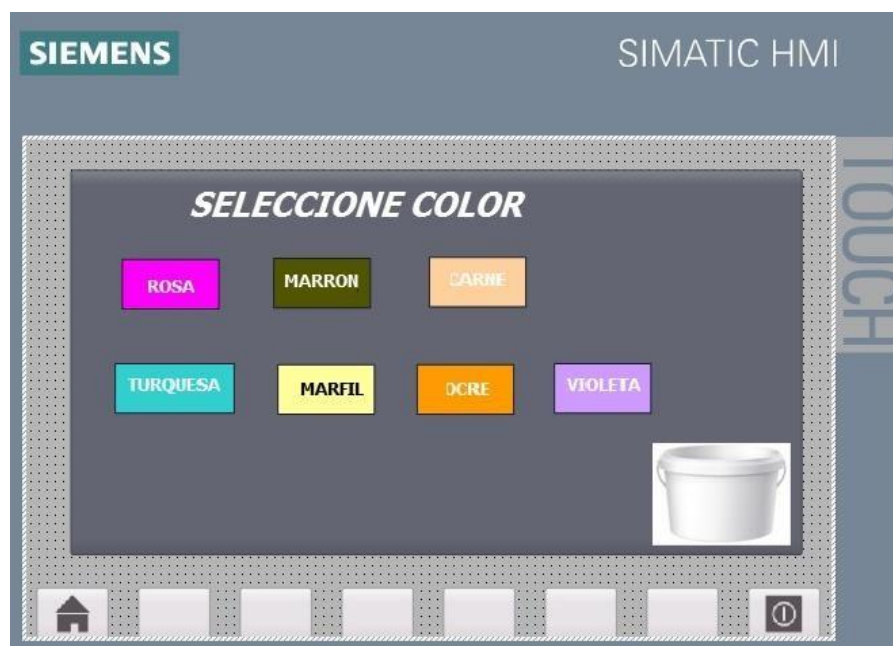 SIEMENS
SIMATIC HMI
TOUCH
SELECCIONE COLOR
ROSA
MARRON
CARNE
TURQUESA
MARFIL
OCRE
VIOLETA